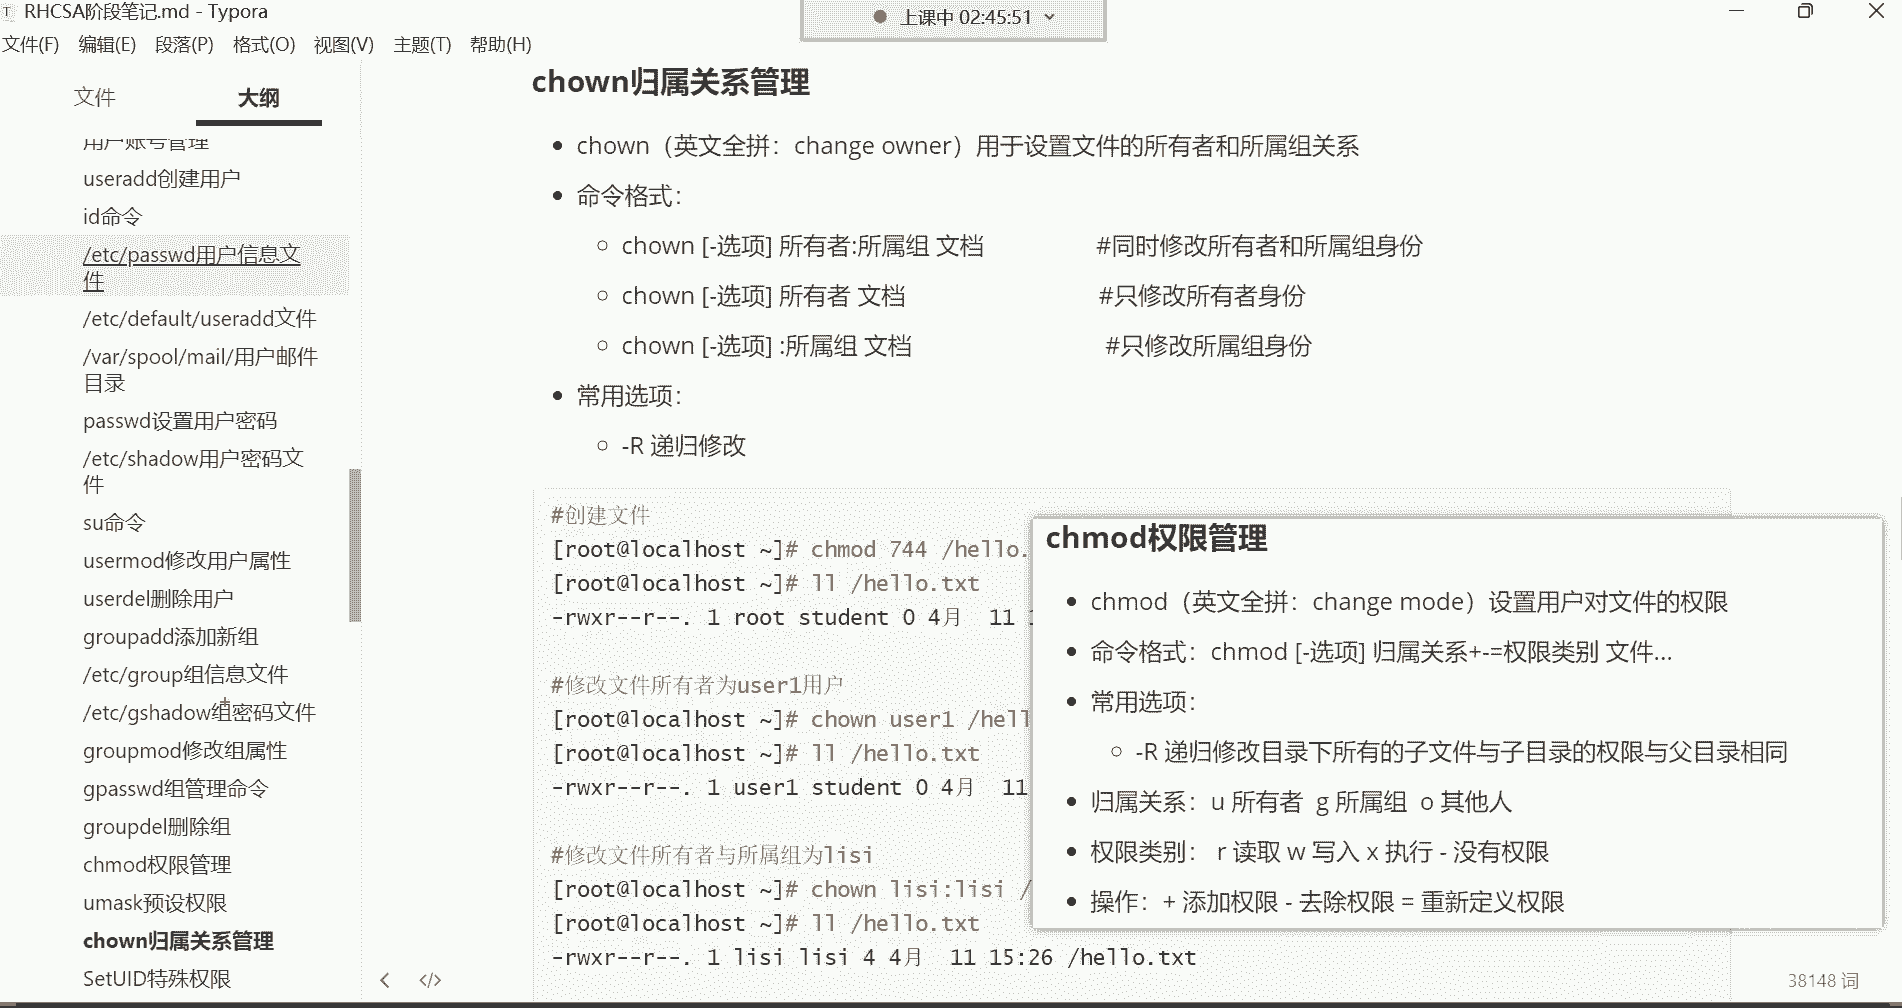 RHCSA阶段笔记.md - Typora
上课中 02:45:51
文件(F) 编辑(E) 段落(P) 格式(O) 视图(V) 主题(T) 帮助(H)
文件 大纲
用户账号管理
useradd创建用户
id命令
/etc/passwd用户信息文
件
/etc/default/useradd文件
/var/spool/mail/用户邮件
目录
passwd设置用户密码
/etc/shadow用户密码文
件
su命令
usermod修改用户属性
userdel删除用户
groupadd添加新组
/etc/group组信息文件
/etc/gshadow组密码文件
groupmod修改组属性
gpasswd组管理命令
groupdel删除组
chmod权限管理
umask预设权限
chown归属关系管理
SetUID特殊权限
chown归属关系管理
chown（英文全拼：change owner）用于设置文件的所有者和所属组关系
命令格式：
chown [-选项] 所有者:所属组 文档 #同时修改所有者和所属组身份
chown [-选项] 所有者 文档 #只修改所有者身份
chown [-选项] :所属组 文档 #只修改所属组身份
常用选项：
-R 递归修改
#创建文件
[root@localhost ~]# chmod 744 /hello.
[root@localhost ~]# ll /hello.txt
-rwxr--r--. 1 root student 0 4月 11
#修改文件所有者为user1用户
[root@localhost ~]# chown user1 /hell
[root@localhost ~]# ll /hello.txt
-rwxr--r--. 1 user1 student 0 4月 11
#修改文件所有者与所属组为lisi
[root@localhost ~]# chown lisi:lisi /
[root@localhost ~]# ll /hello.txt
-rwxr--r--. 1 lisi lisi 4 4月 11 15:26 /hello.txt
chmod权限管理
chmod（英文全拼：change mode）设置用户对文件的权限
命令格式：chmod [-选项] 归属关系+-=权限类别 文件...
常用选项：
-R 递归修改目录下所有的子文件与子目录的权限与父目录相同
归属关系：u 所有者 g 所属组 o 其他人
权限类别： r 读取 w 写入 x 执行 - 没有权限
操作：+ 添加权限 - 去除权限 = 重新定义权限
38148 词